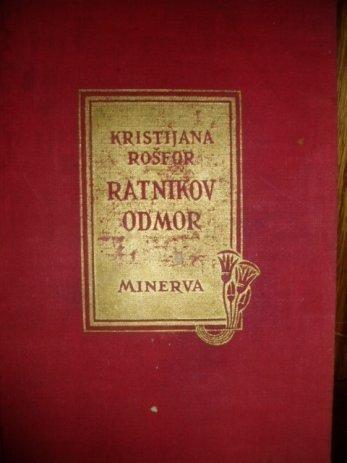 KRISTIJANA
ROŠFOR
RATNIKOV
ODMOR
MINERVA